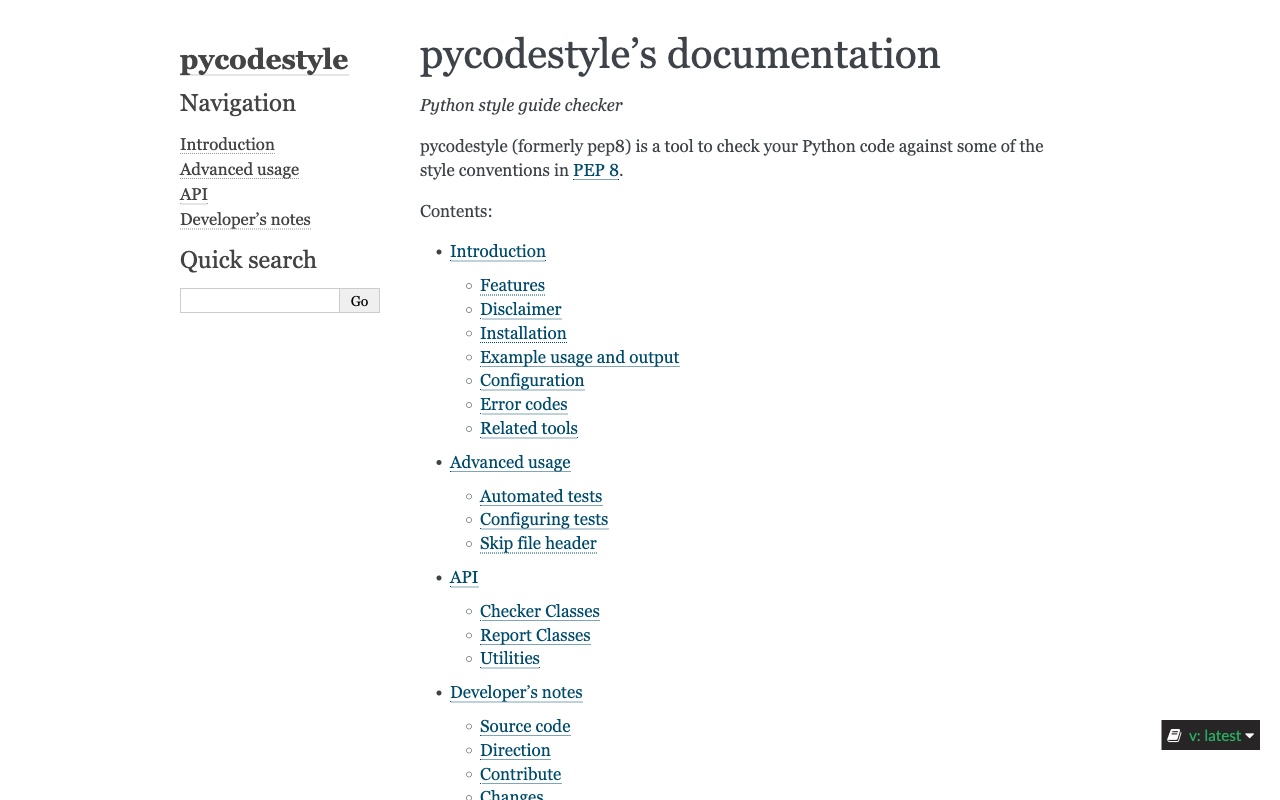 pycodestyle
Navigation
Introduction
Advanced usage
API
Developer’s notes
Quick search
Go
pycodestyle’s documentation
Python style guide checker
pycodestyle (formerly pep8) is a tool to check your Python code against some of the
style conventions in PEP 8.
Contents:
Introduction
Features
Disclaimer
Installation
Example usage and output
Configuration
Error codes
Related tools
Advanced usage
Automated tests
Configuring tests
Skip file header
API
Checker Classes
Report Classes
Utilities
Developer’s notes
Source code
Direction
Contribute
Changes
v: latest